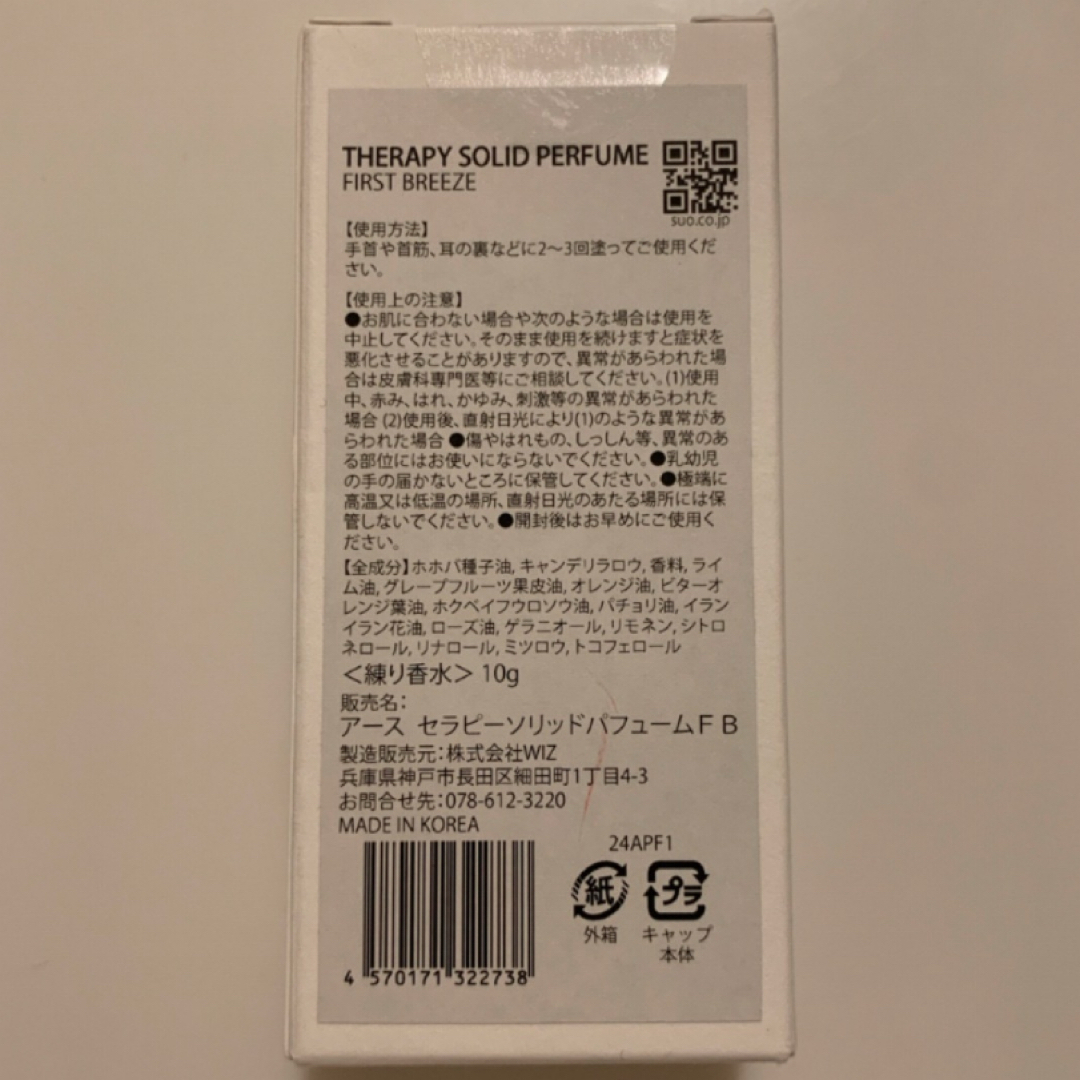 THERAPY SOLID PERFUME
FIRST BREEZE
suo.co.jp
【使用方法】
手首や首筋、耳の裏などに2〜3回塗ってご使用くだ
さい。
【使用上の注意】
●お肌に合わない場合や次のような場合は使用を
中止してください。そのまま使用を続けますと症状を
悪化させることがありますので、異常があらわれた場
合は皮膚科専門医等にご相談してください。(1)使用
中、赤み、はれ、かゆみ、刺激等の異常があらわれた
場合 (2)使用後、直射日光により(1)のような異常があ
らわれた場合 ●傷やはれもの、しっしん等、異常のあ
る部位にはお使いにならないでください。●乳幼児
の手の届かないところに保管してください。●極端に
高温又は低温の場所、直射日光のあたる場所には保
管しないでください。●開封後はお早めにご使用く
ださい。
【全成分】ホホバ種子油, キャンデリラロウ, 香料, ライ
ム油, グレープフルーツ果皮油, オレンジ油, ビターオ
レンジ葉油, ホクベイフウロソウ油, パチョリ油, イラン
イラン花油, ローズ油, ゲラニオール, リモネン, シトロ
ネロール, リナロール, ミツロウ, トコフェロール
＜練り香水＞ 10g
販売名：
アース セラピーソリッドパフュームＦＢ
製造販売元：株式会社WIZ
兵庫県神戸市長田区細田町1丁目4-3
お問合せ先：078-612-3220
MADE IN KOREA
24APF1
紙 プラ
外箱 キャップ
本体
4 570171 322738